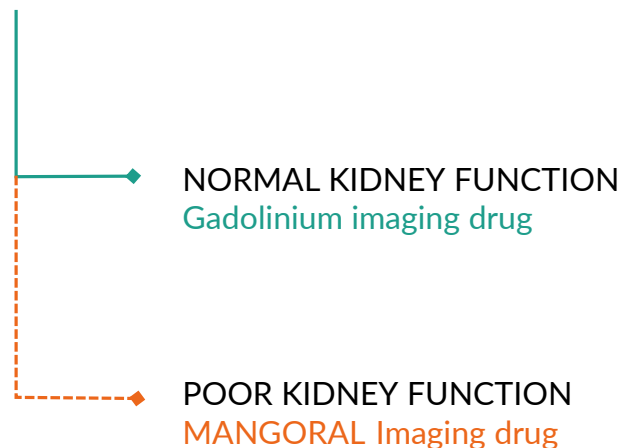 NORMAL KIDNEY FUNCTION
Gadolinium imaging drug
POOR KIDNEY FUNCTION
MANGORAL Imaging drug